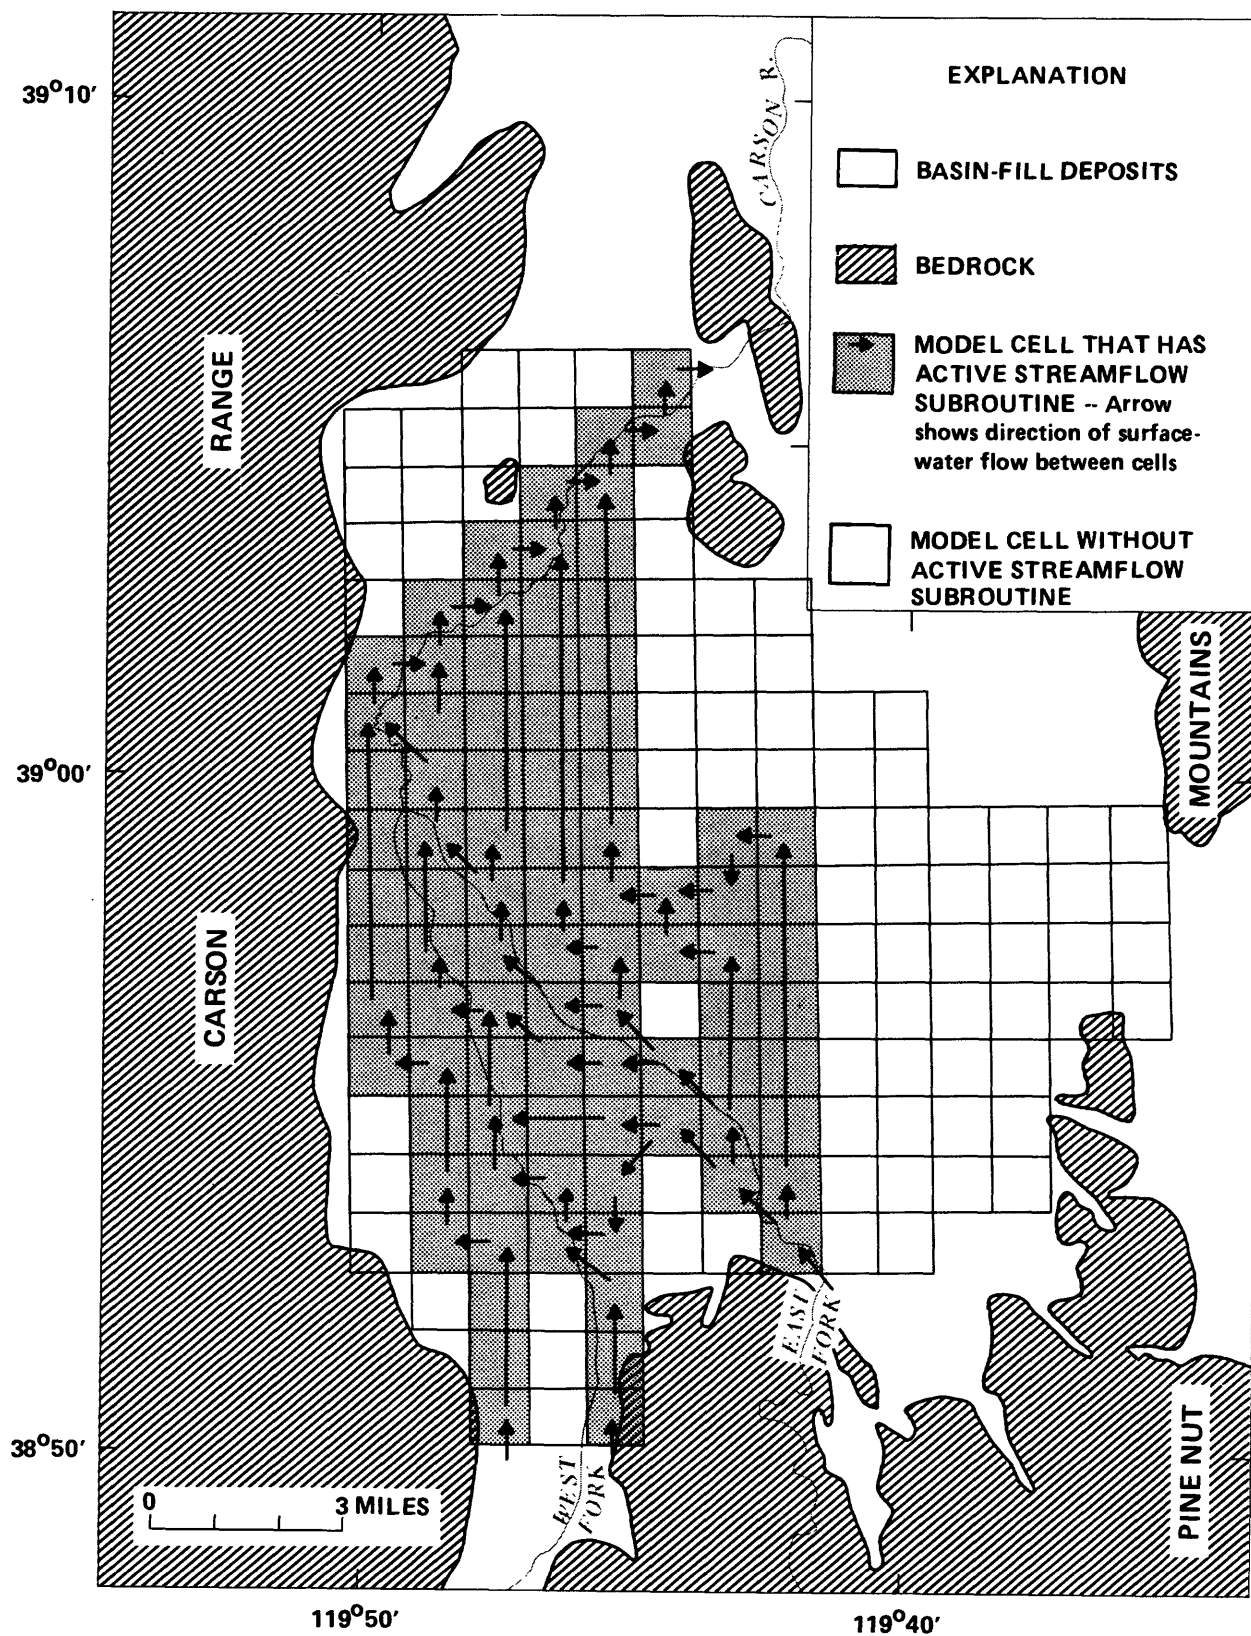 39°10'
CARSON R.
EXPLANATION
BASIN-FILL DEPOSITS
BEDROCK
MODEL CELL THAT HAS
ACTIVE STREAMFLOW
SUBROUTINE -- Arrow
shows direction of surface-
water flow between cells
MODEL CELL WITHOUT
ACTIVE STREAMFLOW
SUBROUTINE
RANGE
MOUNTAINS
39°00'
CARSON
EAST
FORK
38°50'
WEST
FORK
PINE NUT
0 3 MILES
119°50'
119°40'